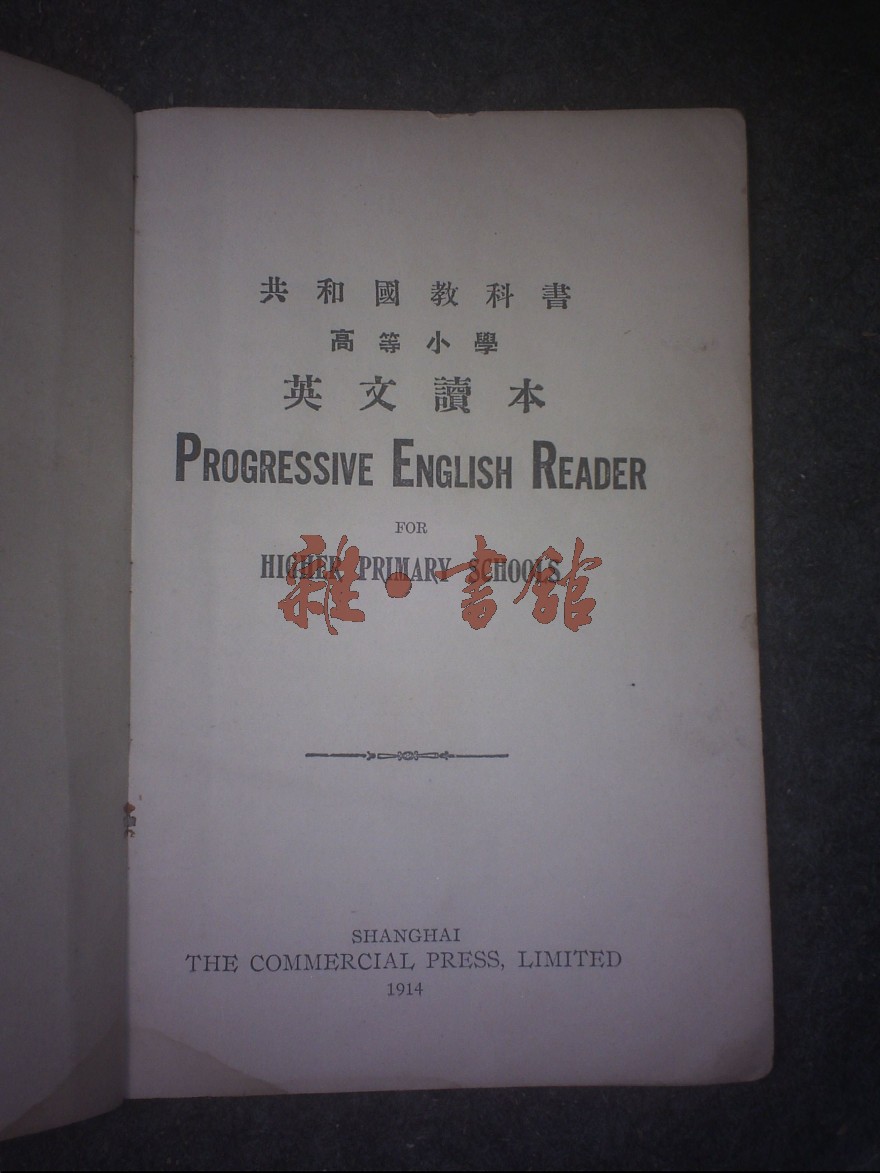 共和國教科書
高等小學
英文讀本
PROGRESSIVE ENGLISH READER
FOR
HIGHER PRIMARY SCHOOLS
雜·書館
SHANGHAI
THE COMMERCIAL PRESS, LIMITED
1914